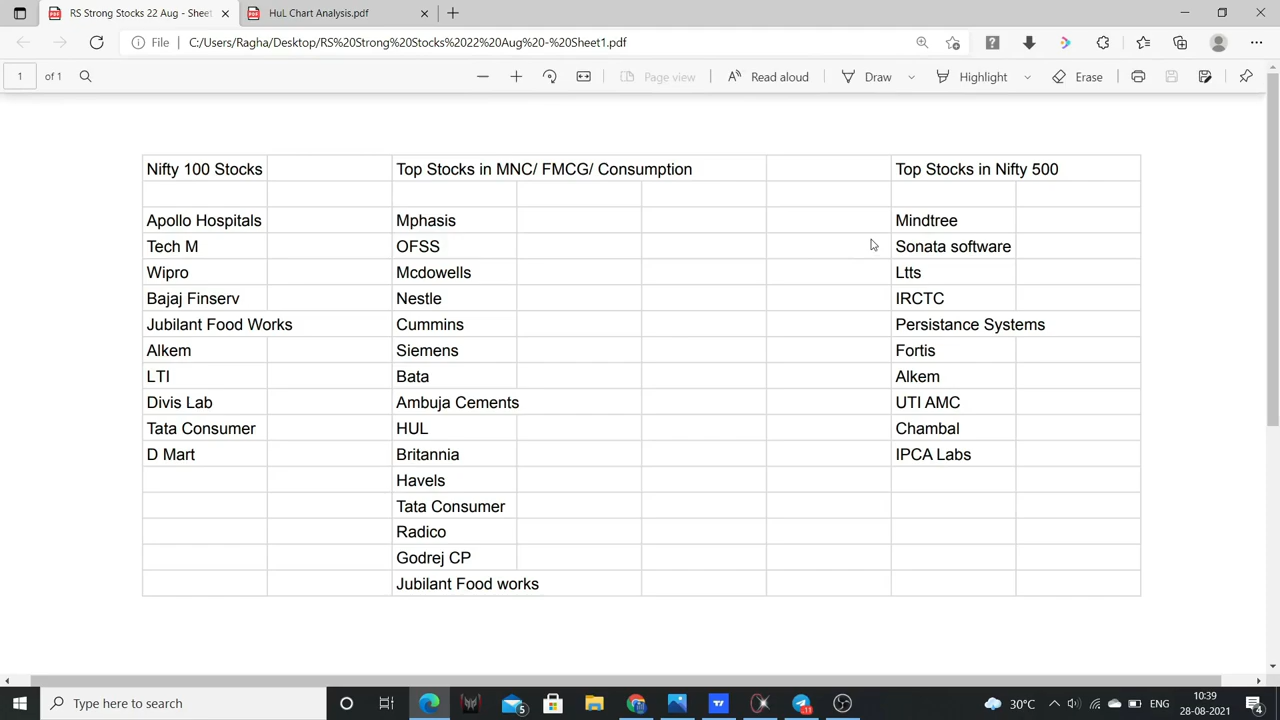 RS Strong Stocks 22 Aug - Sheet
HuL Chart Analysis.pdf
File C:/Users/Ragha/Desktop/RS%20Strong%20Stocks%2022%20Aug%20-%20Sheet1.pdf
1 of 1
Page view
Read aloud
Draw
Highlight
Erase
Nifty 100 Stocks Top Stocks in MNC/ FMCG/ Consumption Top Stocks in Nifty 500
Apollo Hospitals Mphasis Mindtree
Tech M OFSS Sonata software
Wipro Mcdowells Ltts
Bajaj Finserv Nestle IRCTC
Jubilant Food Works Cummins Persistance Systems
Alkem Siemens Fortis
LTI Bata Alkem
Divis Lab Ambuja Cements UTI AMC
Tata Consumer HUL Chambal
D Mart Britannia IPCA Labs
Havels
Tata Consumer
Radico
Godrej CP
Jubilant Food works
Type here to search
5
11
30°C
ENG
10:39
28-08-2021
4